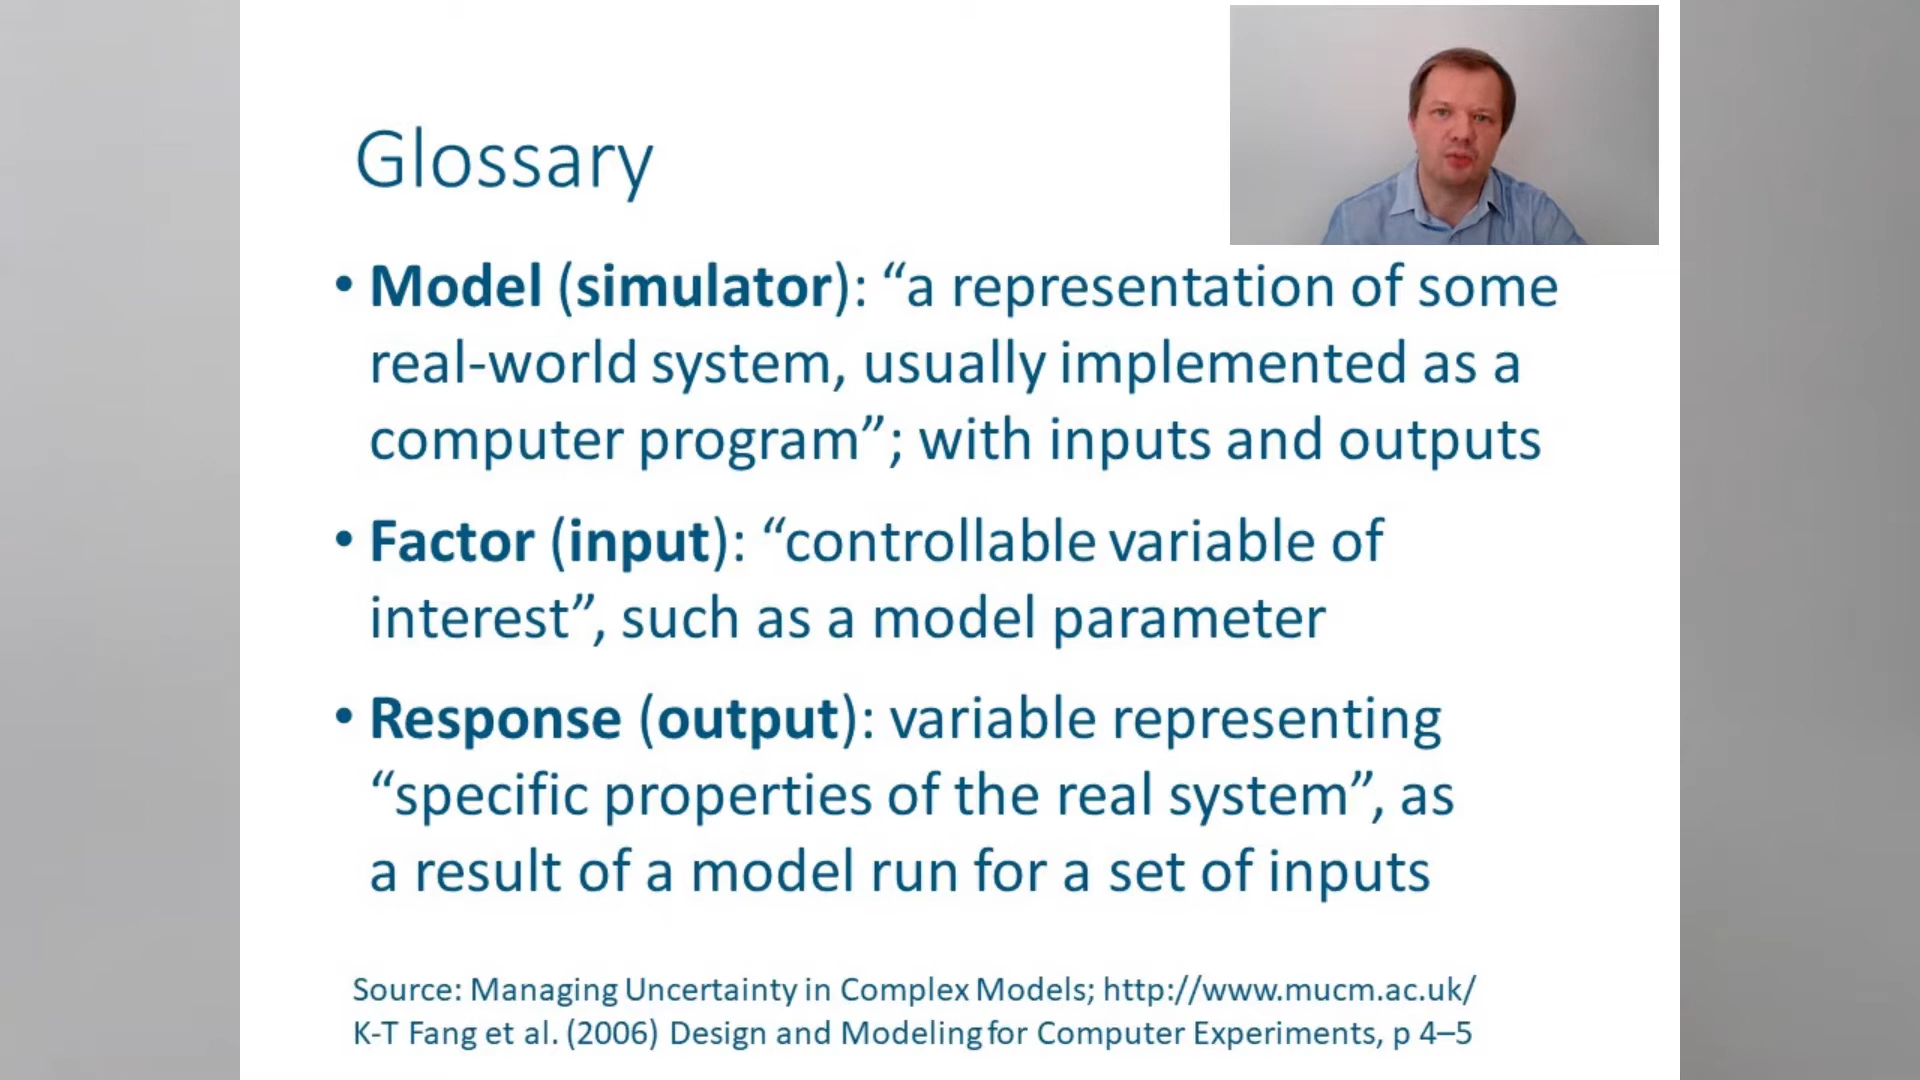 Glossary
• Model (simulator): “a representation of some
real-world system, usually implemented as a
computer program”; with inputs and outputs
• Factor (input): “controllable variable of
interest”, such as a model parameter
• Response (output): variable representing
“specific properties of the real system”, as
a result of a model run for a set of inputs
Source: Managing Uncertainty in Complex Models; http://www.mucm.ac.uk/
K-T Fang et al. (2006) Design and Modeling for Computer Experiments, p 4–5